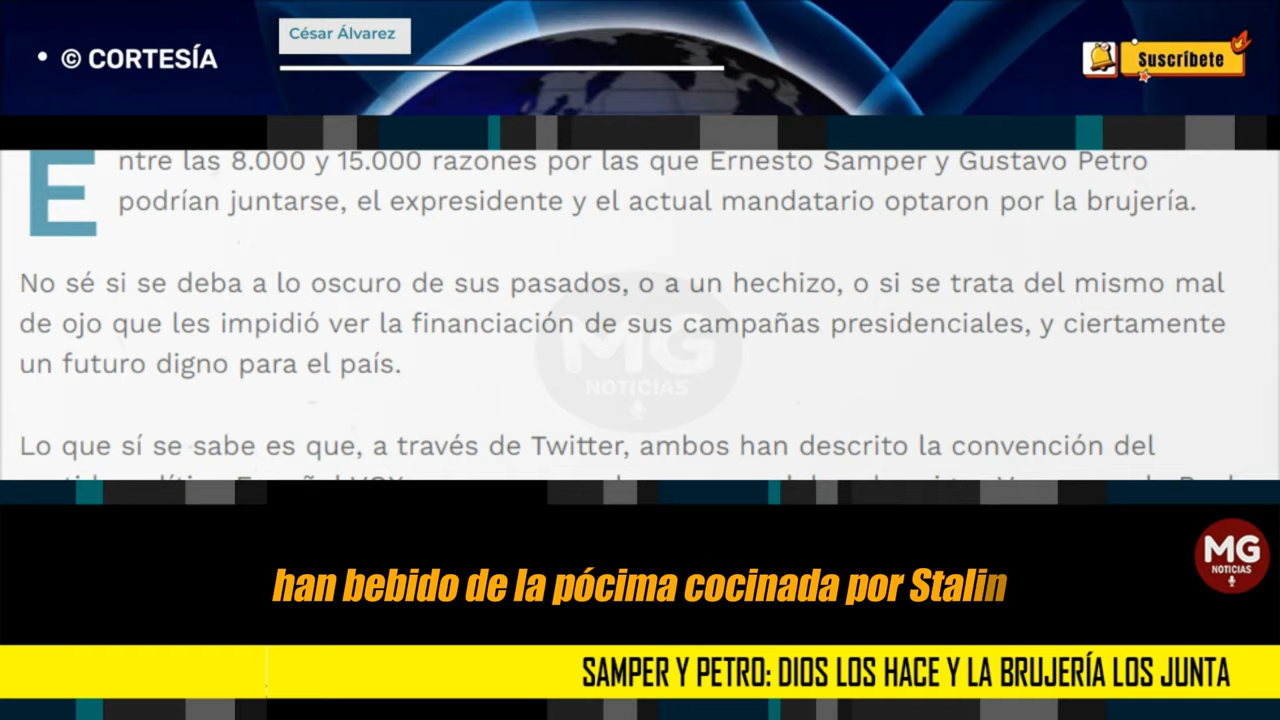 César Álvarez
• © CORTESÍA
Suscríbete
Entre las 8.000 y 15.000 razones por las que Ernesto Samper y Gustavo Petro
podrían juntarse, el expresidente y el actual mandatario optaron por la brujería.
No sé si se deba a lo oscuro de sus pasados, o a un hechizo, o si se trata del mismo mal
de ojo que les impidió ver la financiación de sus campañas presidenciales, y ciertamente
un futuro digno para el país.
MG
NOTICIAS
Lo que sí se sabe es que, a través de Twitter, ambos han descrito la convención del
MG
NOTICIAS
han bebido de la pócima cocinada por Stalin
SAMPER Y PETRO: DIOS LOS HACE Y LA BRUJERÍA LOS JUNTA